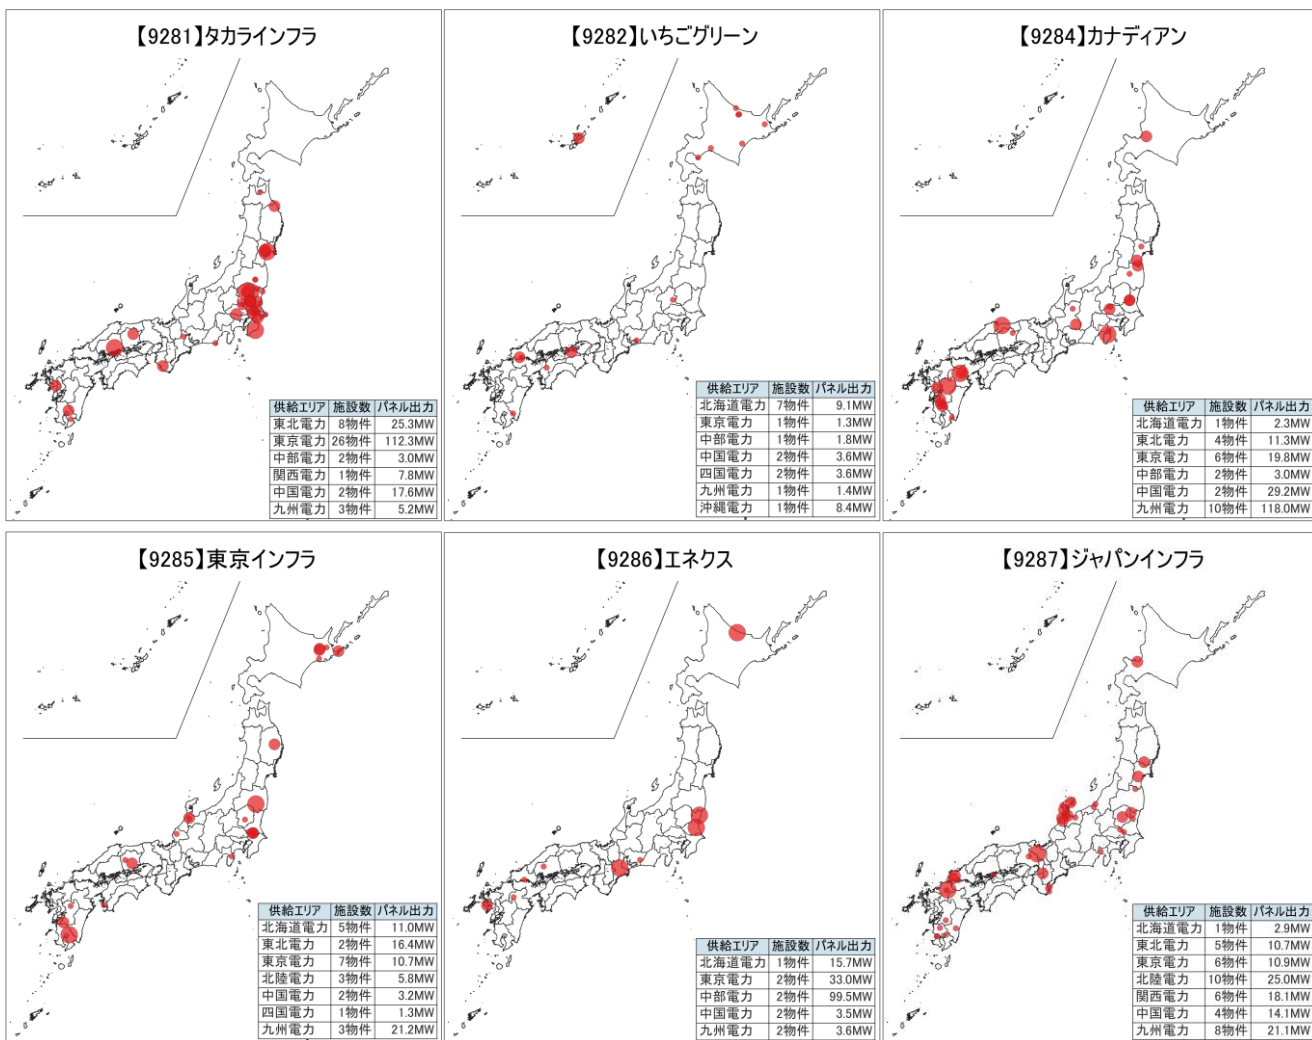 【9281】タカラインフラ
供給エリア 施設数 パネル出力
東北電力 8物件 25.3MW
東京電力 26物件 112.3MW
中部電力 2物件 3.0MW
関西電力 1物件 7.8MW
中国電力 2物件 17.6MW
九州電力 3物件 5.2MW
【9282】いちごグリーン
供給エリア 施設数 パネル出力
北海道電力 7物件 9.1MW
東京電力 1物件 1.3MW
中部電力 1物件 1.8MW
中国電力 2物件 3.6MW
四国電力 2物件 3.6MW
九州電力 1物件 1.4MW
沖縄電力 1物件 8.4MW
【9284】カナディアン
供給エリア 施設数 パネル出力
北海道電力 1物件 2.3MW
東北電力 4物件 11.3MW
東京電力 6物件 19.8MW
中部電力 2物件 3.0MW
中国電力 2物件 29.2MW
九州電力 10物件 118.0MW
【9285】東京インフラ
供給エリア 施設数 パネル出力
北海道電力 5物件 11.0MW
東北電力 2物件 16.4MW
東京電力 7物件 10.7MW
北陸電力 3物件 5.8MW
中国電力 2物件 3.2MW
四国電力 1物件 1.3MW
九州電力 3物件 21.2MW
【9286】エネクス
供給エリア 施設数 パネル出力
北海道電力 1物件 15.7MW
東京電力 2物件 33.0MW
中部電力 2物件 99.5MW
中国電力 2物件 3.5MW
九州電力 2物件 3.6MW
【9287】ジャパンインフラ
供給エリア 施設数 パネル出力
北海道電力 1物件 2.9MW
東北電力 5物件 10.7MW
東京電力 6物件 10.9MW
北陸電力 10物件 25.0MW
関西電力 6物件 18.1MW
中国電力 4物件 14.1MW
九州電力 8物件 21.1MW